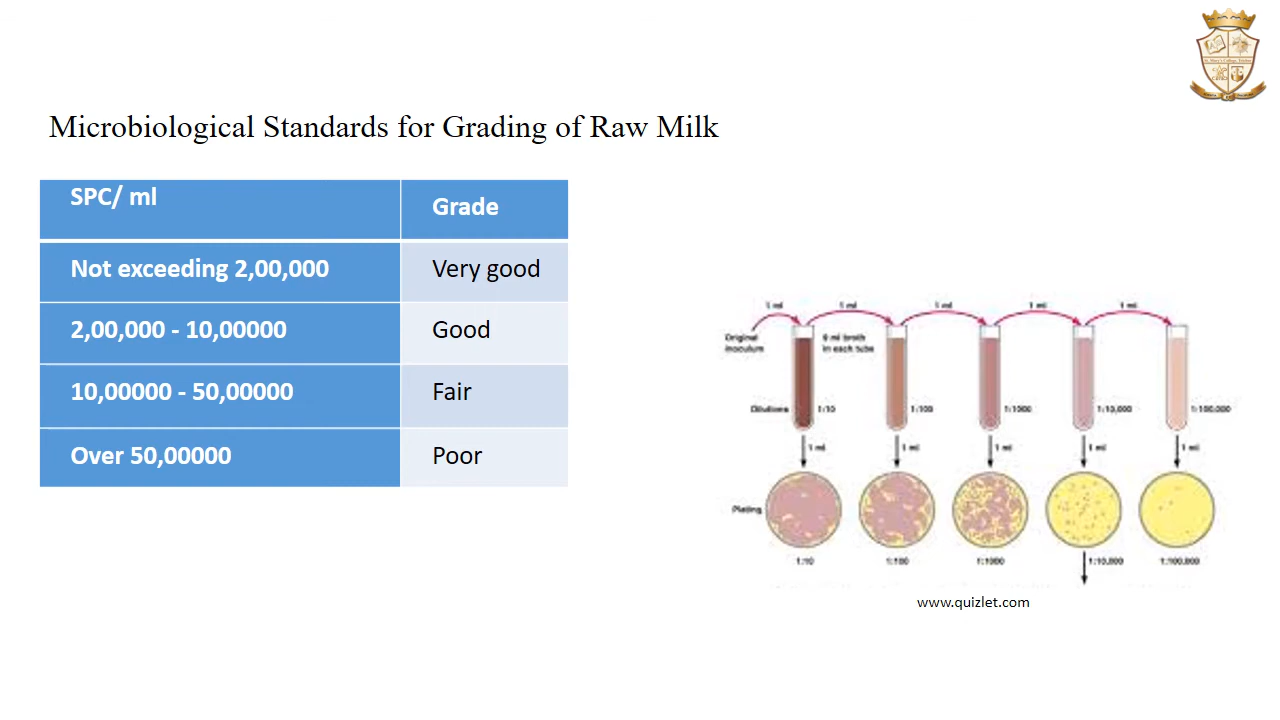 Microbiological Standards for Grading of Raw Milk
SPC/ ml
Grade
Not exceeding 2,00,000
Very good
2,00,000 - 10,00000
Good
10,00000 - 50,00000
Fair
Over 50,00000
Poor
1 ml
1 ml
1 ml
1 ml
1 ml
Original
inoculum
9 ml broth
in each tube
Dilutions
1:10
1:100
1:1000
1:10,000
1:100,000
1 ml
1 ml
1 ml
1 ml
1 ml
Plating
1:10
1:100
1:1000
1:10,000
1:100,000
www.quizlet.com